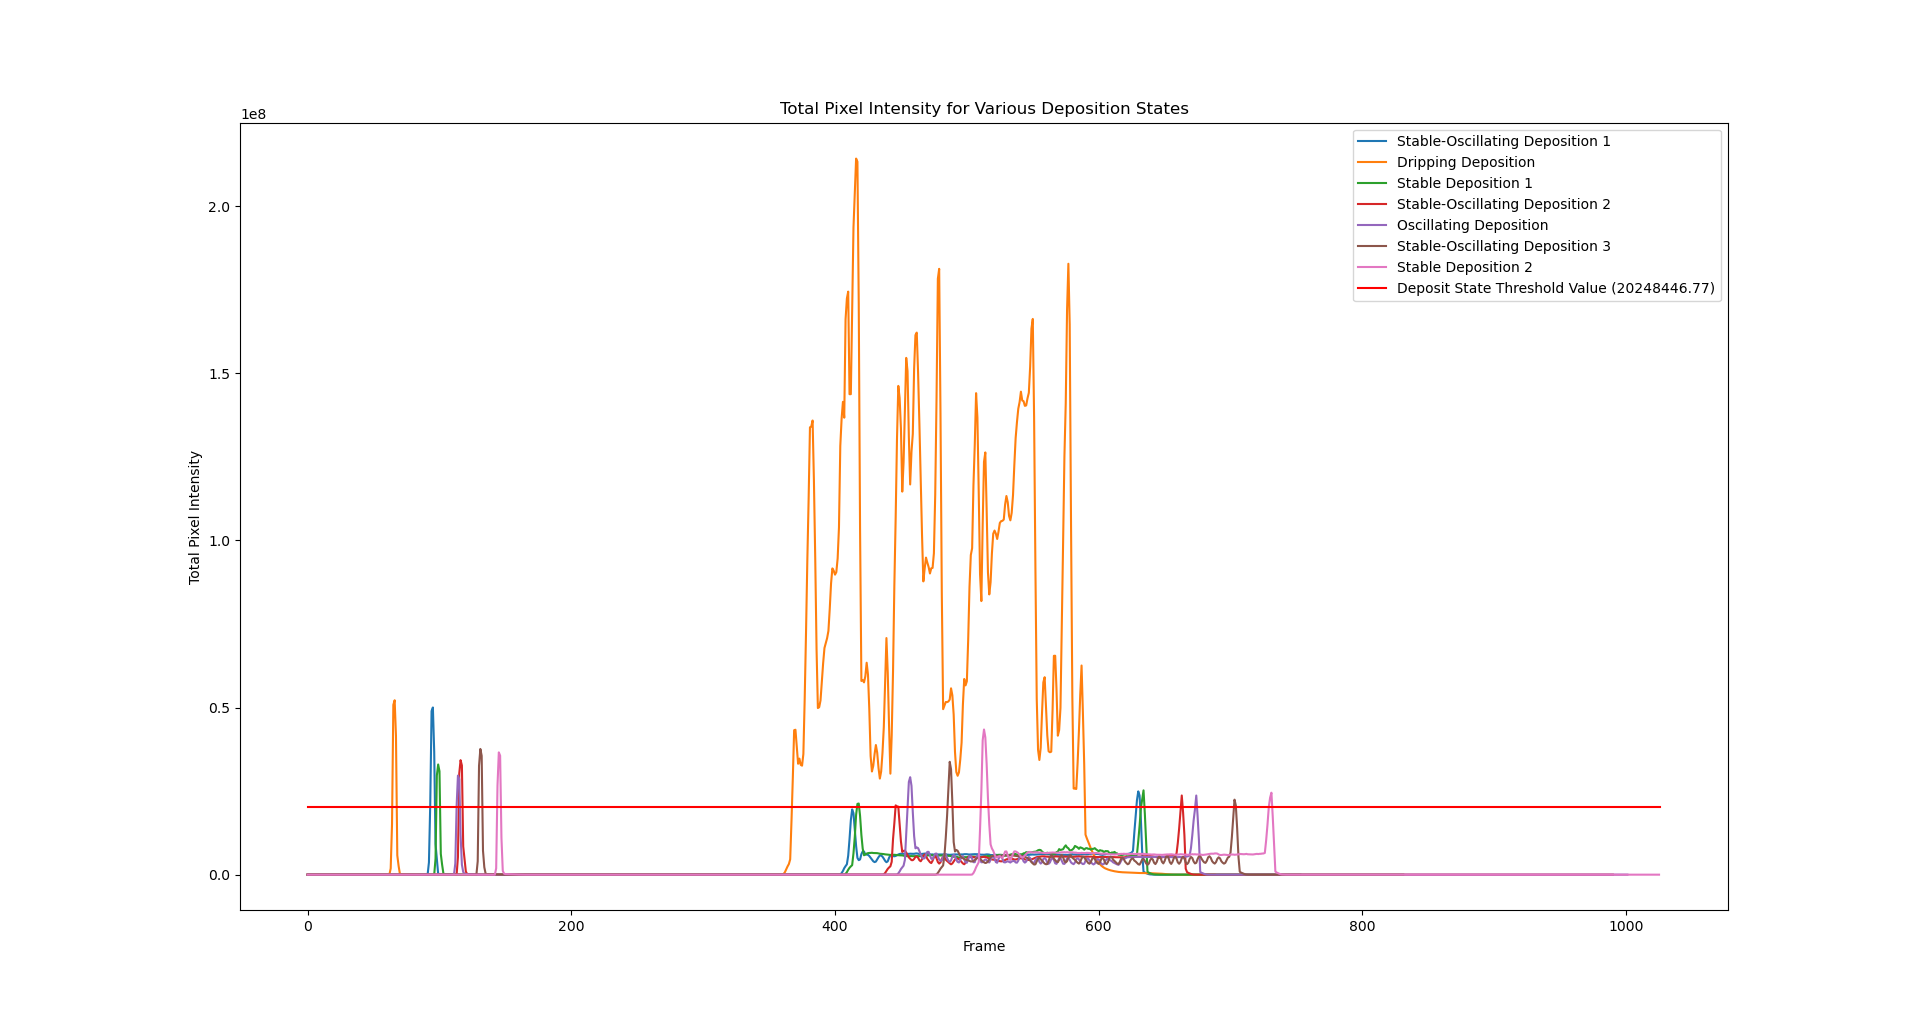 Total Pixel Intensity for Various Deposition States
1e8
Stable-Oscillating Deposition 1
Dripping Deposition
Stable Deposition 1
Stable-Oscillating Deposition 2
Oscillating Deposition
Stable-Oscillating Deposition 3
Stable Deposition 2
Deposit State Threshold Value (20248446.77)
2.0
1.5
1.0
0.5
0.0
Total Pixel Intensity
0 200 400 600 800 1000
Frame